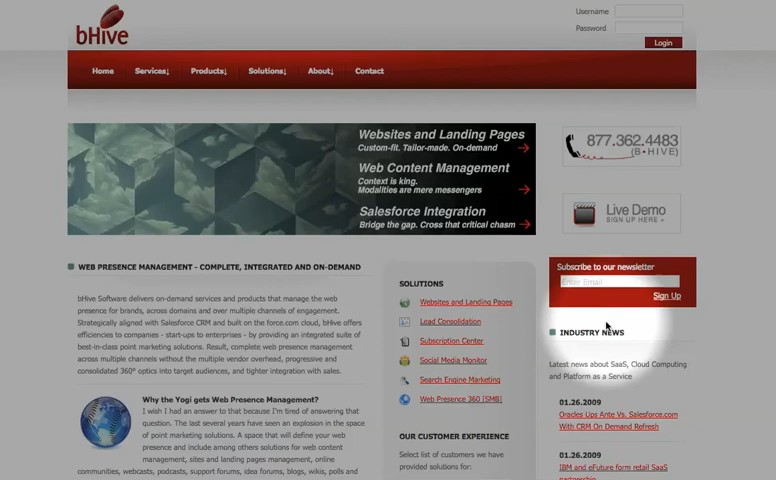 bHive
Username
Password
Login
Home Services↓ Products↓ Solutions↓ About↓ Contact
Websites and Landing Pages
Custom-fit. Tailor-made. On-demand
Web Content Management
Context is king.
Modalities are mere messengers
Salesforce Integration
Bridge the gap. Cross that critical chasm
877.362.4483
(B•HIVE)
Live Demo
SIGN UP HERE »
WEB PRESENCE MANAGEMENT - COMPLETE, INTEGRATED AND ON-DEMAND
bHive Software delivers on-demand services and products that manage the web
presence for brands, across domains and over multiple channels of engagement.
Strategically aligned with Salesforce CRM and built on the force.com cloud, bHive offers
efficiencies to companies - start-ups to enterprises - by providing an integrated suite of
best-in-class point marketing solutions. Result, complete web presence management
across multiple channels without the multiple vendor overhead, progressive and
consolidated 360° optics into target audiences, and tighter integration with sales.
Why the Yogi gets Web Presence Management?
I wish I had an answer to that because I'm tired of answering that
question. The last several years have seen an explosion in the space
of point marketing solutions. A space that will define your web
presence and include among others solutions for web content
management, sites and landing pages management, online
communities, webcasts, podcasts, support forums, idea forums, blogs, wikis, polls and
SOLUTIONS
Websites and Landing Pages
Lead Consolidation
Subscription Center
Social Media Monitor
Search Engine Marketing
Web Presence 360 (SMB)
OUR CUSTOMER EXPERIENCE
Select list of customers we have
provided solutions for:
Subscribe to our newsletter
Enter Email
Sign Up
INDUSTRY NEWS
Latest news about SaaS, Cloud Computing
and Platform as a Service
01.26.2009
Oracles Ups Ante Vs. Salesforce.com
With CRM On Demand Refresh
01.26.2009
IBM and eFuture form retail SaaS
partnership